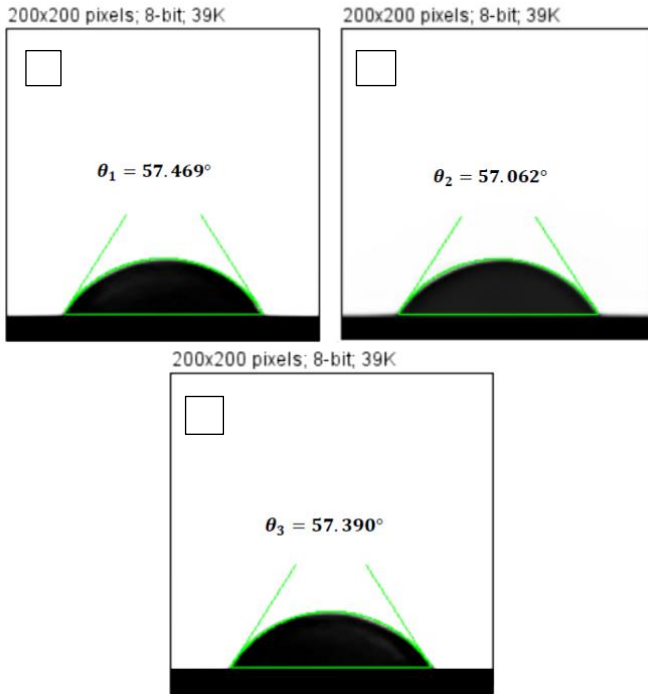 200x200 pixels; 8-bit; 39K
200x200 pixels; 8-bit; 39K
θ₁ = 57.469°
θ₂ = 57.062°
200x200 pixels; 8-bit; 39K
θ₃ = 57.390°